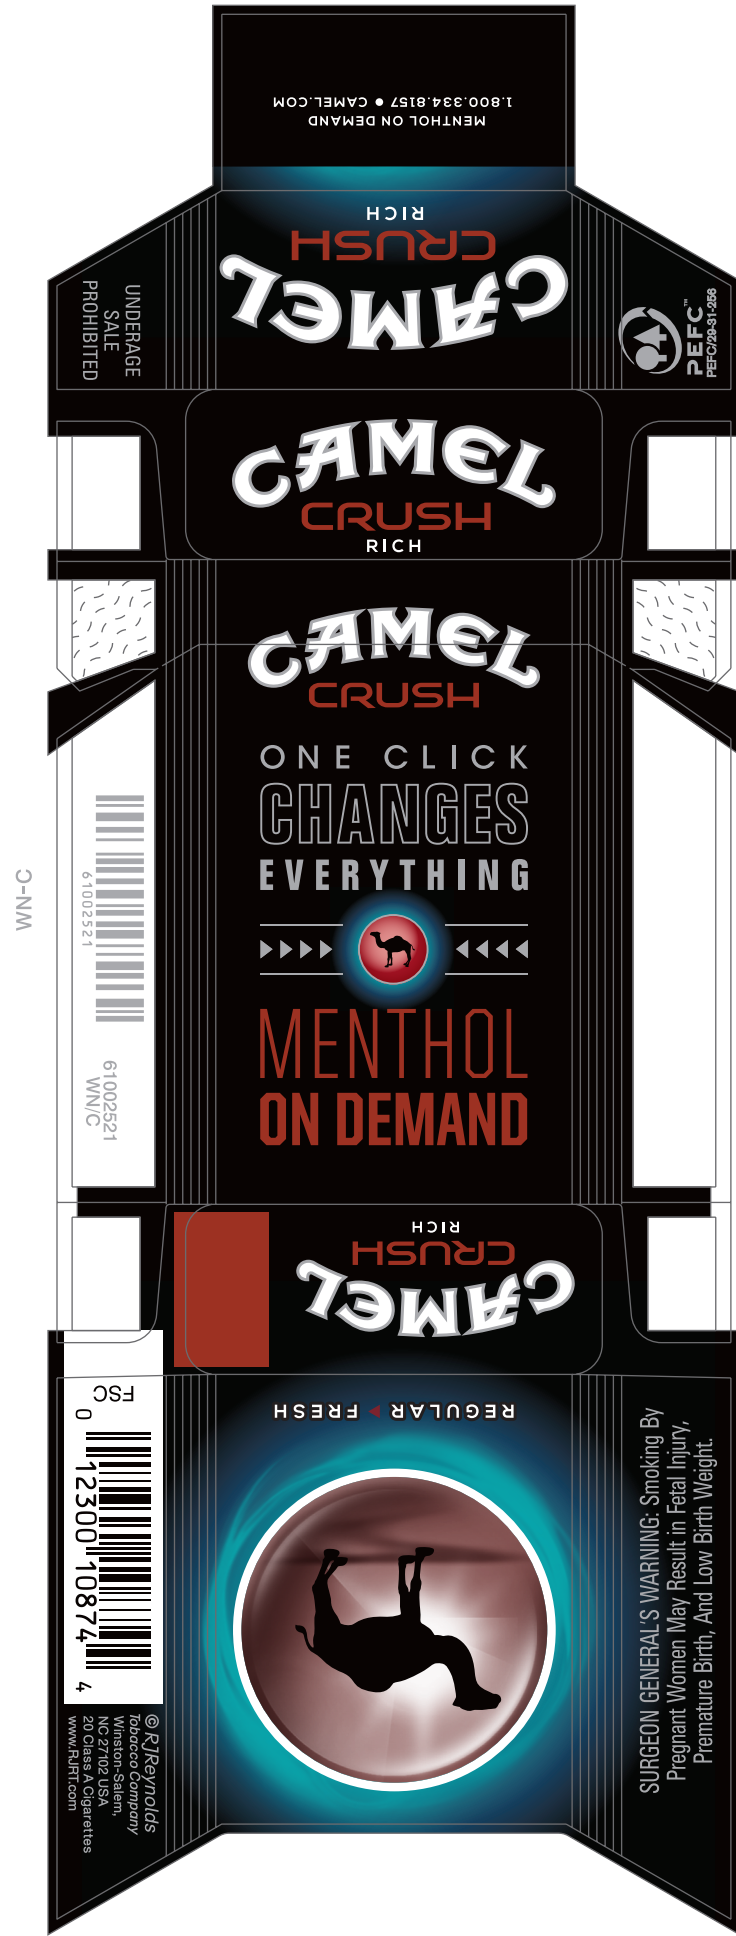 MENTHOL ON DEMAND
1.800.334.8157 ● CAMEL.COM
CAMEL
CRUSH
RICH
UNDERAGE
SALE
PROHIBITED
PEFC™
PEFC/29-31-256
CAMEL
CRUSH
RICH
CAMEL
CRUSH
ONE CLICK
CHANGES
EVERYTHING
MENTHOL
ON DEMAND
61002521
61002521
WN/C
WN-C
CAMEL
CRUSH
RICH
REGULAR ▶ FRESH
FSC
0 12300 10874 4
SURGEON GENERAL'S WARNING: Smoking By
Pregnant Women May Result in Fetal Injury,
Premature Birth, And Low Birth Weight.
© RJReynolds
Tobacco Company
Winston-Salem,
NC 27102 USA
20 Class A Cigarettes
www.RJRT.com